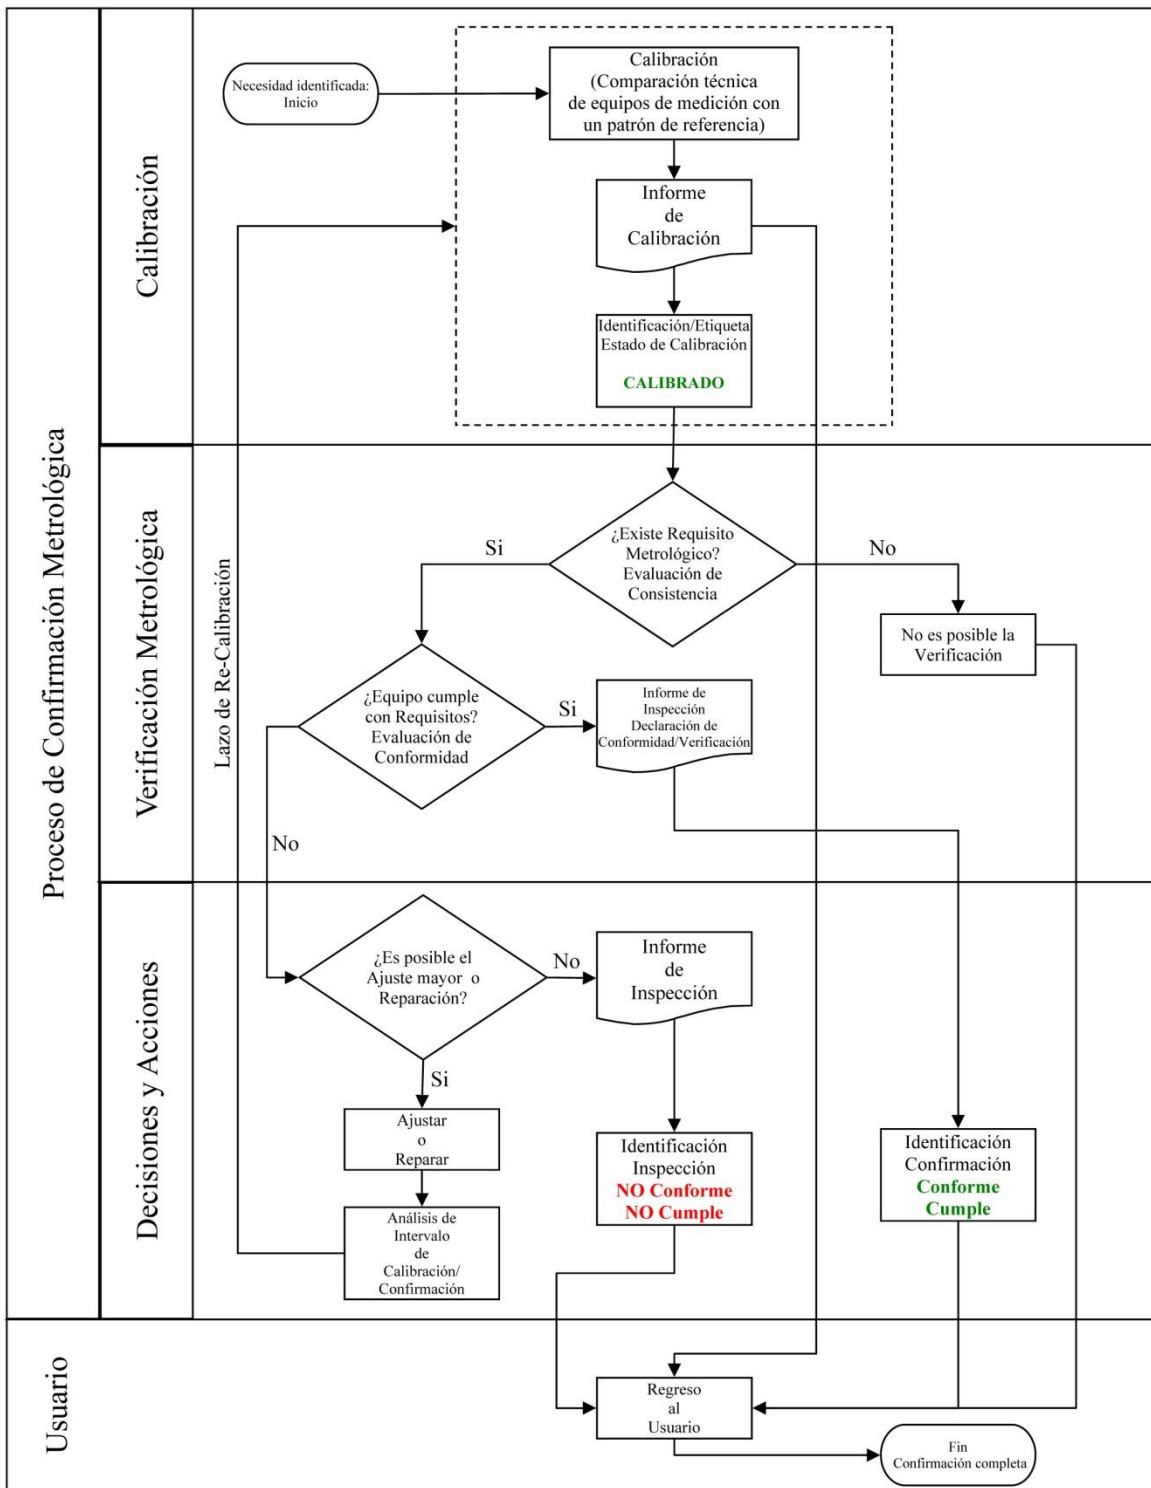 Proceso de Confirmación Metrológica
Calibración
Necesidad identificada:
Inicio
Calibración
(Comparación técnica
de equipos de medición con
un patrón de referencia)
Informe
de
Calibración
Identificación/Etiqueta
Estado de Calibración
CALIBRADO
Verificación Metrológica
Lazo de Re-Calibración
¿Existe Requisito
Metrológico?
Evaluación de
Consistencia
Si
No
No es posible la
Verificación
¿Equipo cumple
con Requisitos?
Evaluación de
Conformidad
Si
Informe de
Inspección
Declaración de
Conformidad/Verificación
No
Decisiones y Acciones
¿Es posible el
Ajuste mayor o
Reparación?
No
Informe
de
Inspección
Si
Ajustar
o
Reparar
Identificación
Inspección
NO Conforme
NO Cumple
Identificación
Confirmación
Conforme
Cumple
Análisis de
Intervalo
de
Calibración/
Confirmación
Usuario
Regreso
al
Usuario
Fin
Confirmación completa